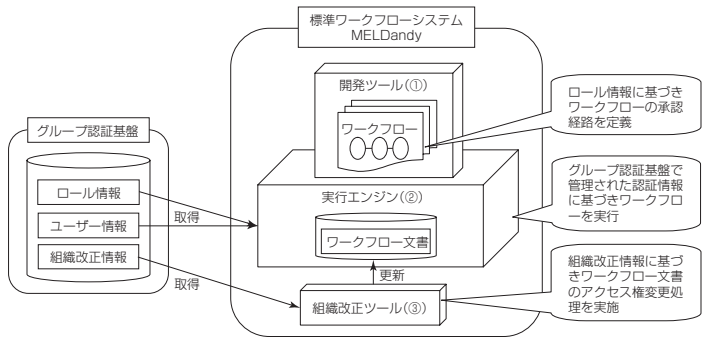 標準ワークフローシステム
MELDandy
開発ツール(①)
ワークフロー
ロール情報に基づき
ワークフローの承認
経路を定義
グループ認証基盤
ロール情報
ユーザー情報
組織改正情報
取得
取得
実行エンジン(②)
ワークフロー文書
グループ認証基盤で
管理された認証情報
に基づきワークフロ
ーを実行
更新
組織改正ツール(③)
組織改正情報に基づ
きワークフロー文書
のアクセス権変更処
理を実施